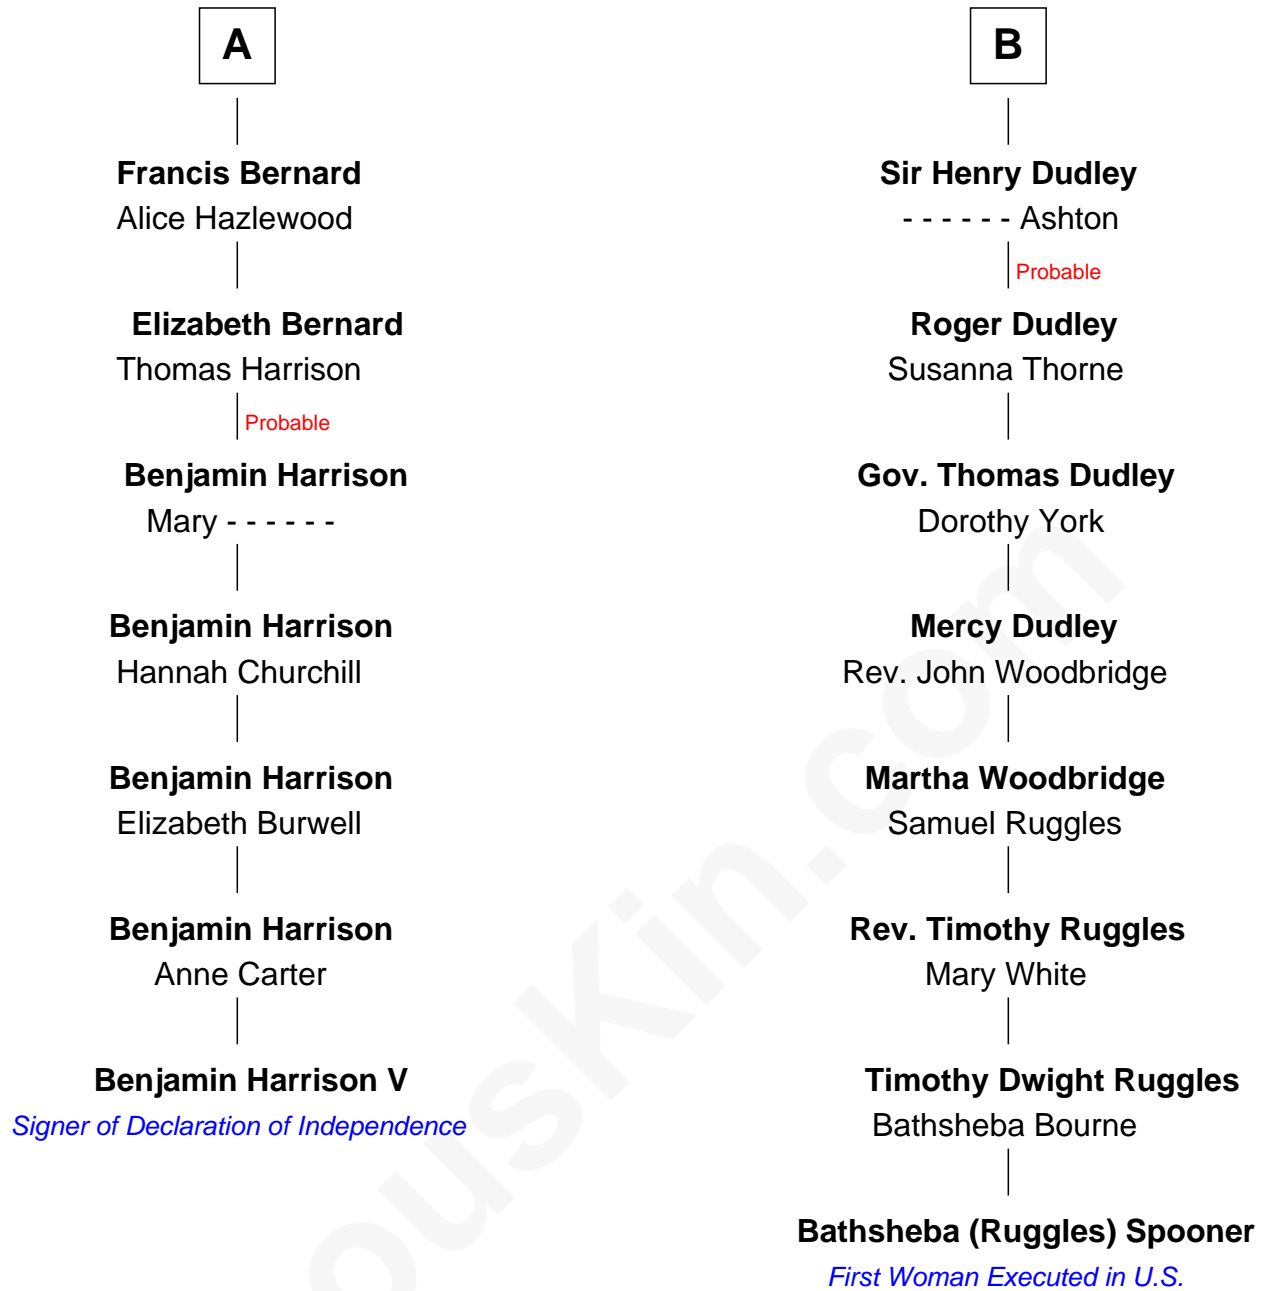 A
Francis Bernard
Alice Hazlewood
Elizabeth Bernard
Thomas Harrison
Probable
Benjamin Harrison
Mary - - - - - -
Benjamin Harrison
Hannah Churchill
Benjamin Harrison
Elizabeth Burwell
Benjamin Harrison
Anne Carter
Benjamin Harrison V
Signer of Declaration of Independence
B
Sir Henry Dudley
- - - - - - Ashton
Probable
Roger Dudley
Susanna Thorne
Gov. Thomas Dudley
Dorothy York
Mercy Dudley
Rev. John Woodbridge
Martha Woodbridge
Samuel Ruggles
Rev. Timothy Ruggles
Mary White
Timothy Dwight Ruggles
Bathsheba Bourne
Bathsheba (Ruggles) Spooner
First Woman Executed in U.S.
ousKin.com